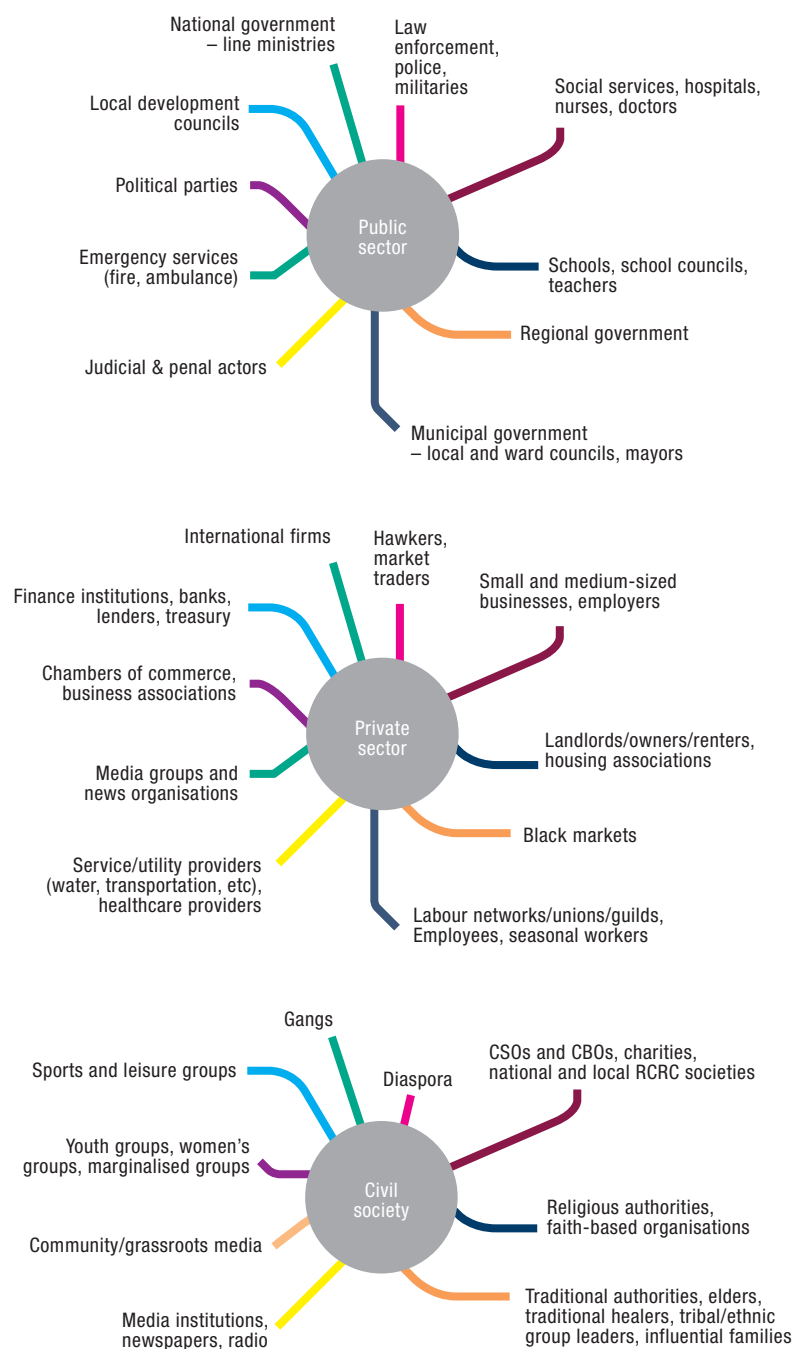 National government
– line ministries
Law
enforcement,
police,
militaries
Social services, hospitals,
nurses, doctors
Local development
councils
Political parties
Public
sector
Emergency services
(fire, ambulance)
Schools, school councils,
teachers
Regional government
Judicial & penal actors
Municipal government
– local and ward councils, mayors
International firms
Hawkers,
market
traders
Small and medium-sized
businesses, employers
Finance institutions, banks,
lenders, treasury
Chambers of commerce,
business associations
Private
sector
Landlords/owners/renters,
housing associations
Media groups and
news organisations
Black markets
Service/utility providers
(water, transportation, etc),
healthcare providers
Labour networks/unions/guilds,
Employees, seasonal workers
Gangs
CSOs and CBOs, charities,
national and local RCRC societies
Sports and leisure groups
Diaspora
Youth groups, women's
groups, marginalised groups
Civil
society
Religious authorities,
faith-based organisations
Community/grassroots media
Traditional authorities, elders,
traditional healers, tribal/ethnic
group leaders, influential families
Media institutions,
newspapers, radio